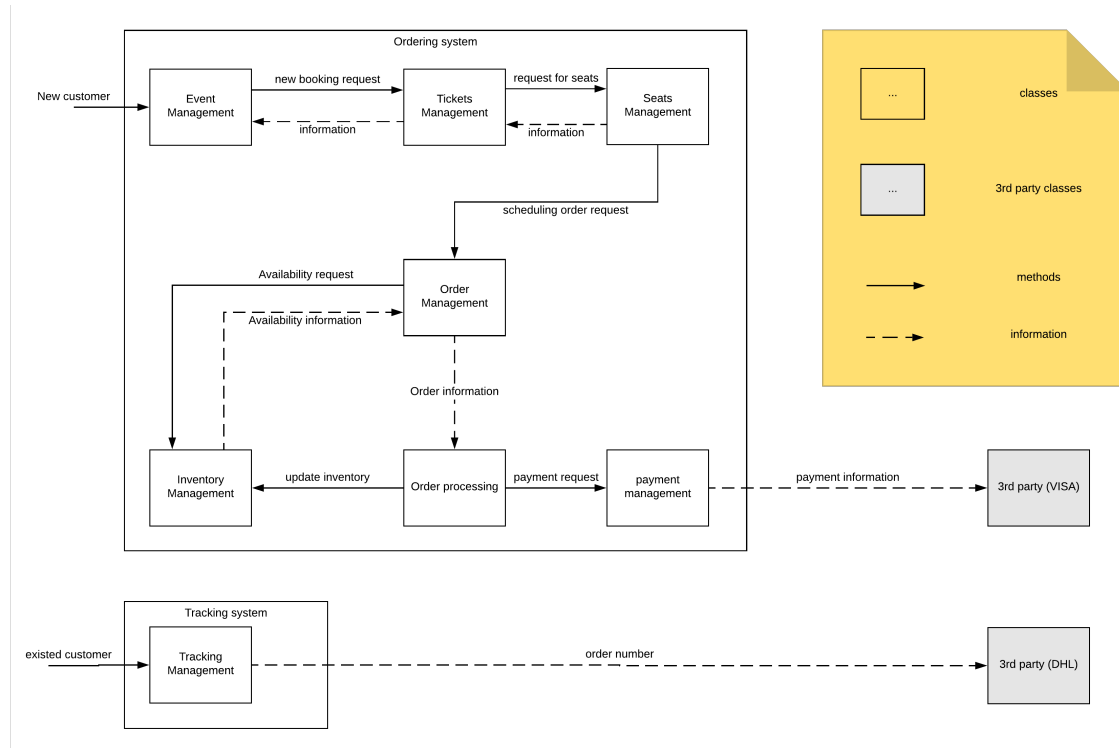 Ordering system
New customer
Event
Management
new booking request
information
Tickets
Management
request for seats
information
Seats
Management
scheduling order request
Availability request
Availability information
Order
Management
Order information
Inventory
Management
update inventory
Order processing
payment request
payment
management
payment information
3rd party (VISA)
Tracking system
existed customer
Tracking
Management
order number
3rd party (DHL)
...
classes
...
3rd party classes
methods
information